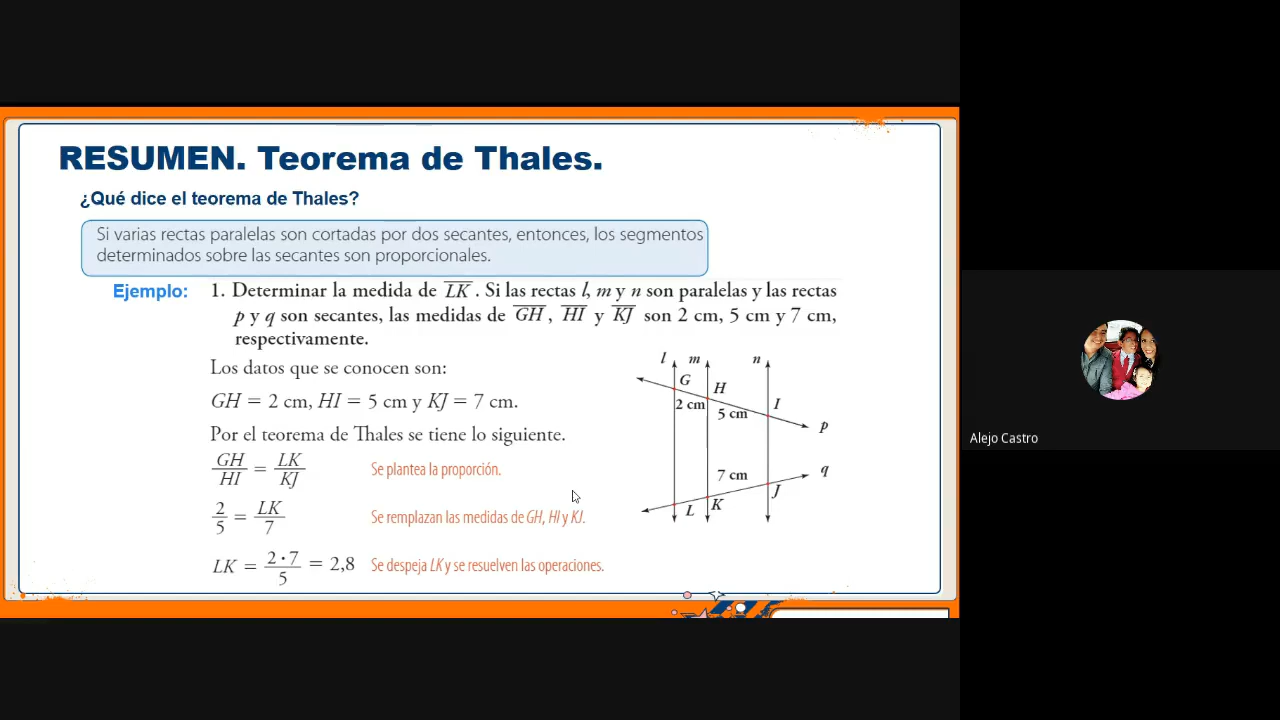 RESUMEN. Teorema de Thales.
¿Qué dice el teorema de Thales?
Si varias rectas paralelas son cortadas por dos secantes, entonces, los segmentos
determinados sobre las secantes son proporcionales.
Ejemplo: 1. Determinar la medida de LK. Si las rectas l, m y n son paralelas y las rectas
p y q son secantes, las medidas de GH, HI y KJ son 2 cm, 5 cm y 7 cm,
respectivamente.
Los datos que se conocen son:
GH = 2 cm, HI = 5 cm y KJ = 7 cm.
Por el teorema de Thales se tiene lo siguiente.
GH/HI = LK/KJ Se plantea la proporción.
2/5 = LK/7 Se remplazan las medidas de GH, HI y KJ.
LK = 2 · 7/5 = 2,8 Se despeja LK y se resuelven las operaciones.
l m n
G H
2 cm 5 cm I
p
7 cm q
L K J
Alejo Castro